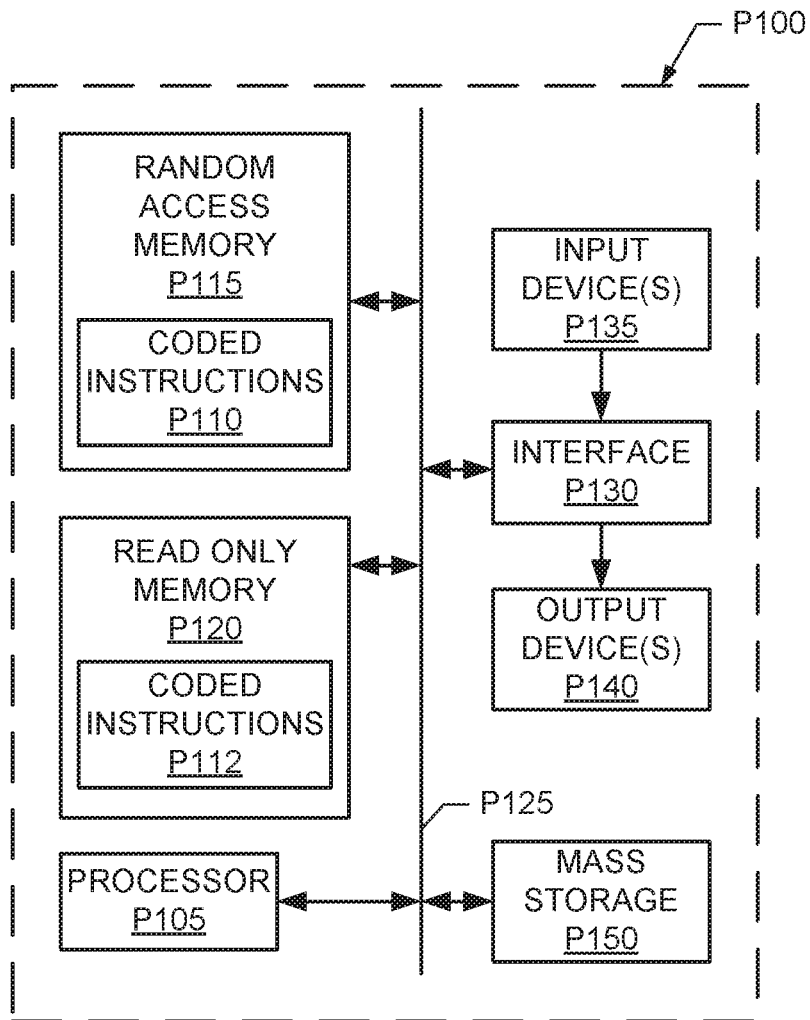 P100
RANDOM
ACCESS
MEMORY
P115
CODED
INSTRUCTIONS
P110
READ ONLY
MEMORY
P120
CODED
INSTRUCTIONS
P112
PROCESSOR
P105
P125
INPUT
DEVICE(S)
P135
INTERFACE
P130
OUTPUT
DEVICE(S)
P140
MASS
STORAGE
P150